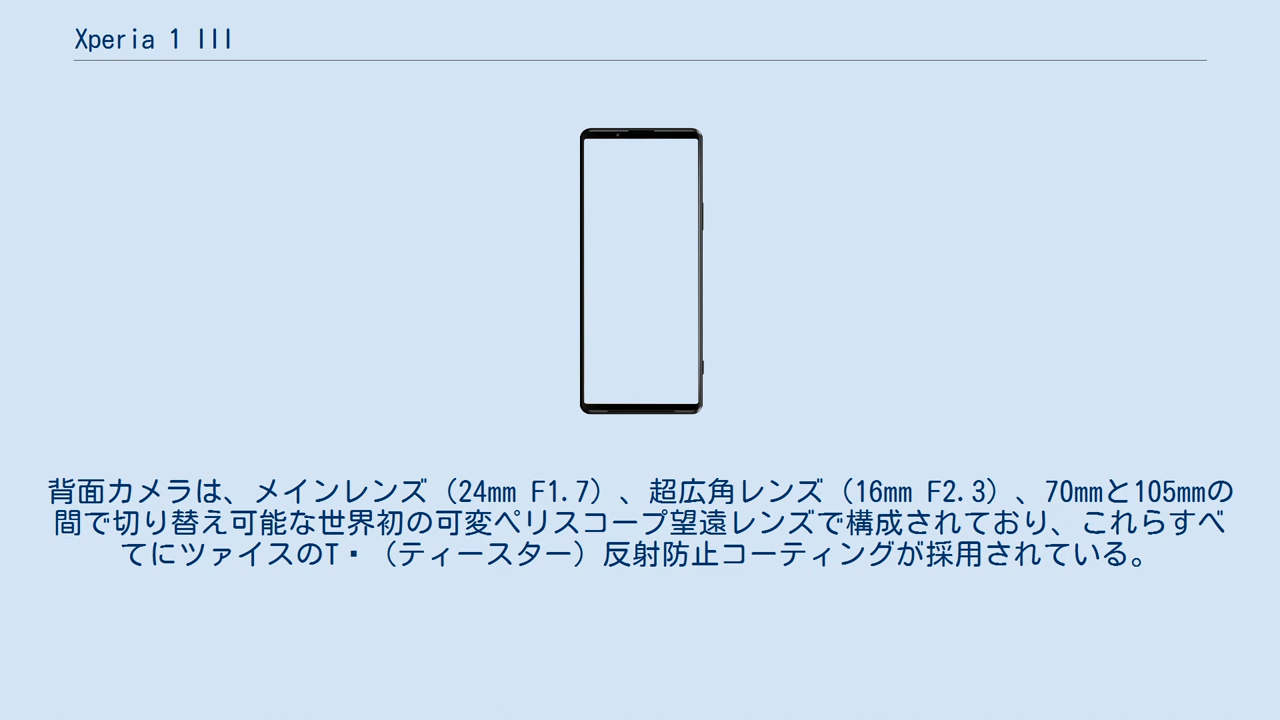 Xperia 1 III
背面カメラは、メインレンズ（24mm F1.7）、超広角レンズ（16mm F2.3）、70mmと105mmの
間で切り替え可能な世界初の可変ペリスコープ望遠レンズで構成されており、これらすべ
てにツァイスのT・（ティースター）反射防止コーティングが採用されている。